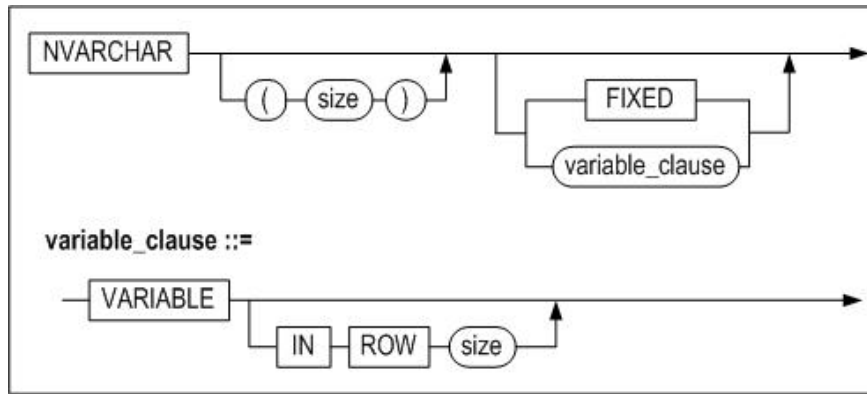 NVARCHAR
( size )
FIXED
variable_clause
variable_clause ::=
VARIABLE
IN ROW size